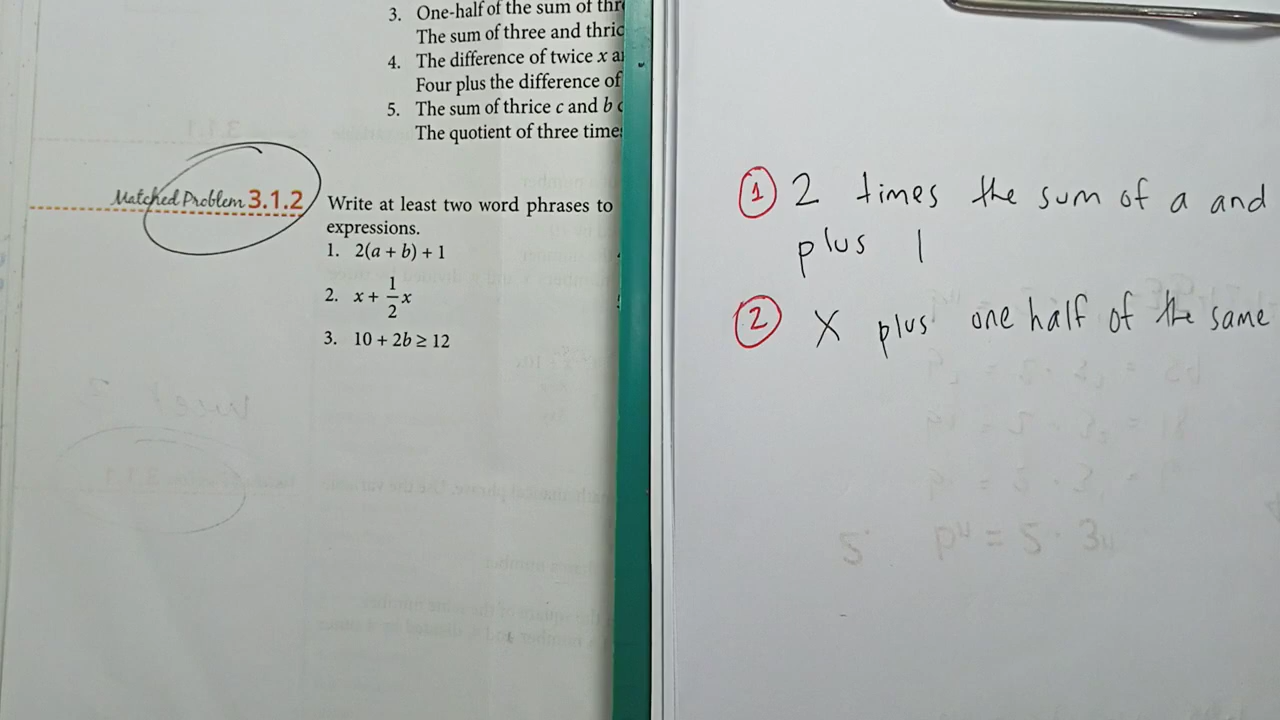 3. One-half of the sum of
The sum of three and
4. The difference of twice x
Four plus the difference of
5. The sum of thrice c and b
The quotient of three
Matched Problem 3.1.2
Write at least two word phrases to
expressions.
1. 2(a + b) + 1
2. x + 1/2 x
3. 10 + 2b ≥ 12
1 2 times the sum of a and
plus 1
2 x plus one half of the same